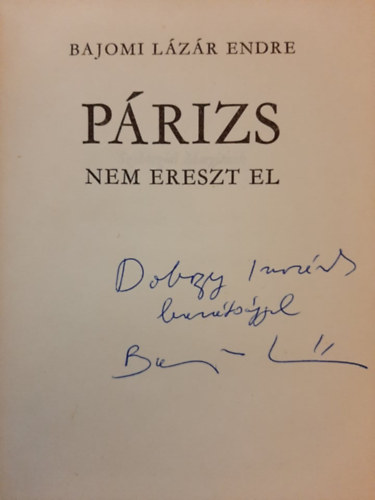 BAJOMI LÁZÁR ENDRE
PÁRIZS
NEM ERESZT EL
Dobozy Imrének
barátsággal